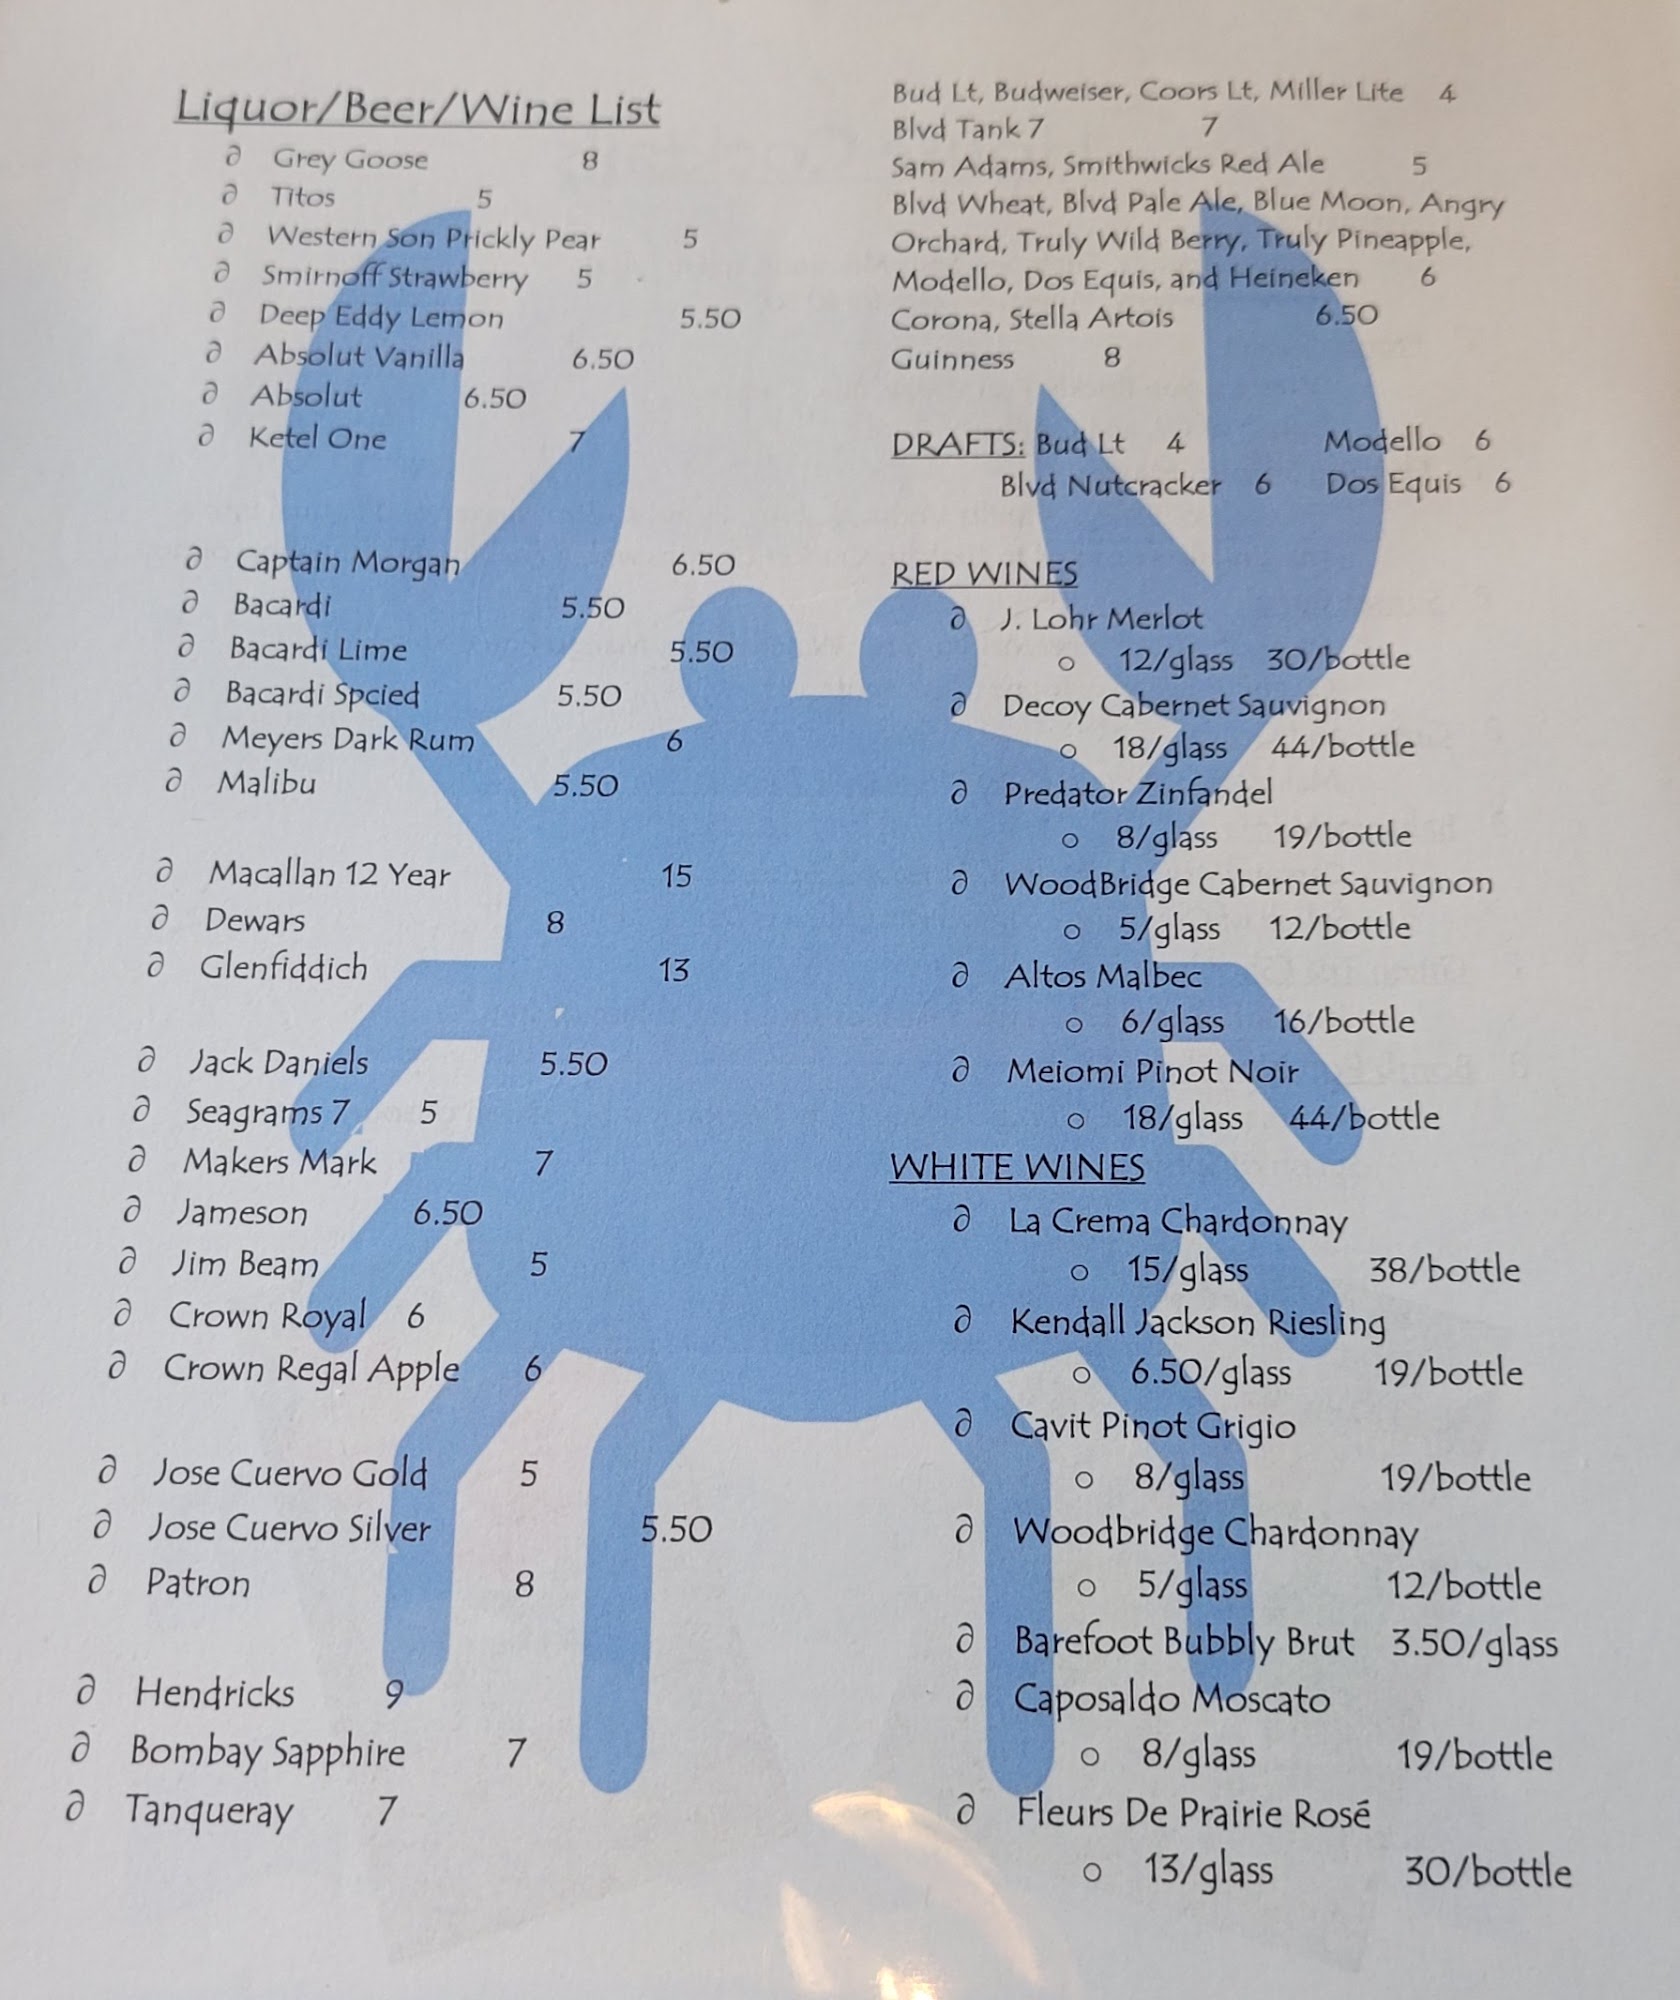 Liquor/Beer/Wine List
∂ Grey Goose 8
∂ Titos 5
∂ Western Son Prickly Pear 5
∂ Smirnoff Strawberry 5
∂ Deep Eddy Lemon 5.50
∂ Absolut Vanilla 6.50
∂ Absolut 6.50
∂ Ketel One 7
∂ Captain Morgan 6.50
∂ Bacardi 5.50
∂ Bacardi Lime 5.50
∂ Bacardi Spcied 5.50
∂ Meyers Dark Rum 6
∂ Malibu 5.50
∂ Macallan 12 Year 15
∂ Dewars 8
∂ Glenfiddich 13
∂ Jack Daniels 5.50
∂ Seagrams 7 5
∂ Makers Mark 7
∂ Jameson 6.50
∂ Jim Beam 5
∂ Crown Royal 6
∂ Crown Regal Apple 6
∂ Jose Cuervo Gold 5
∂ Jose Cuervo Silver 5.50
∂ Patron 8
∂ Hendricks 9
∂ Bombay Sapphire 7
∂ Tanqueray 7
Bud Lt, Budweiser, Coors Lt, Miller Lite 4
Blvd Tank 7 7
Sam Adams, Smithwicks Red Ale 5
Blvd Wheat, Blvd Pale Ale, Blue Moon, Angry
Orchard, Truly Wild Berry, Truly Pineapple,
Modello, Dos Equis, and Heineken 6
Corona, Stella Artois 6.50
Guinness 8
DRAFTS: Bud Lt 4 Modello 6
Blvd Nutcracker 6 Dos Equis 6
RED WINES
∂ J. Lohr Merlot
○ 12/glass 30/bottle
∂ Decoy Cabernet Sauvignon
○ 18/glass 44/bottle
∂ Predator Zinfandel
○ 8/glass 19/bottle
∂ WoodBridge Cabernet Sauvignon
○ 5/glass 12/bottle
∂ Altos Malbec
○ 6/glass 16/bottle
∂ Meiomi Pinot Noir
○ 18/glass 44/bottle
WHITE WINES
∂ La Crema Chardonnay
○ 15/glass 38/bottle
∂ Kendall Jackson Riesling
○ 6.50/glass 19/bottle
∂ Cavit Pinot Grigio
○ 8/glass 19/bottle
∂ Woodbridge Chardonnay
○ 5/glass 12/bottle
∂ Barefoot Bubbly Brut 3.50/glass
∂ Caposaldo Moscato
○ 8/glass 19/bottle
∂ Fleurs De Prairie Rosé
○ 13/glass 30/bottle